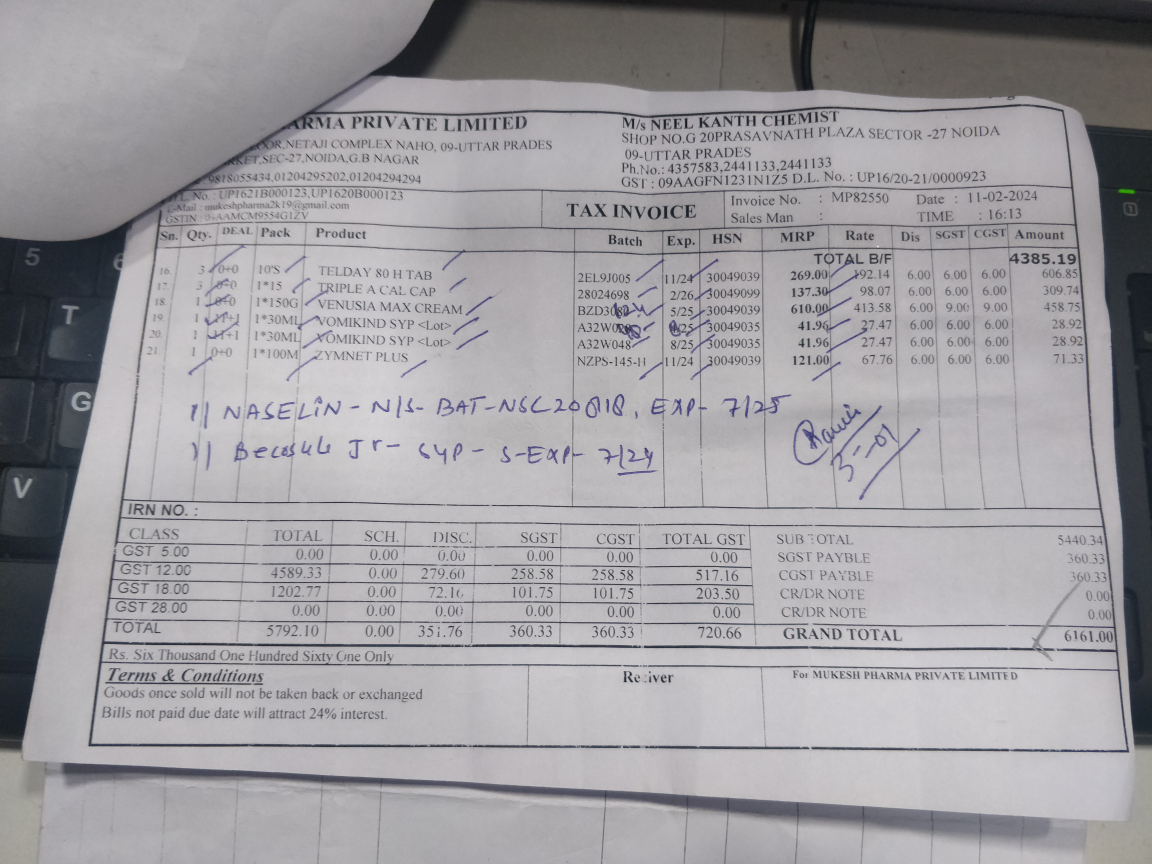 ARMA PRIVATE LIMITED
OOR,NETAJI COMPLEX NAHO, 09-UTTAR PRADES
KET,SEC-27,NOIDA,G.B NAGAR
9818055434,01204295202,01204294294
D.L. No. : UP1621B000123,UP1620B000123
E-Mail : mukeshpharma2k19@gmail.com
GSTIN : 09AAMCM9554G1ZV
M/s NEEL KANTH CHEMIST
SHOP NO.G 20PRASAVNATH PLAZA SECTOR -27 NOIDA
09-UTTAR PRADES
Ph.No.: 4357583,2441133,2441133
GST : 09AAGFN1231N1Z5 D.L. No. : UP16/20-21/0000923
TAX INVOICE
Invoice No. : MP82550 Date : 11-02-2024
Sales Man : TIME : 16:13
Sn. Qty. DEAL Pack Product Batch Exp. HSN MRP Rate Dis SGST CGST Amount
TOTAL B/F 4385.19
16. 3 0+0 10'S TELDAY 80 H TAB 2EL9J005 11/24 30049039 269.00 192.14 6.00 6.00 6.00 606.85
17. 3 0+0 1*15 TRIPLE A CAL CAP 28024698 2/26 30049099 137.30 98.07 6.00 6.00 6.00 309.74
18. 1 0+0 1*150G VENUSIA MAX CREAM 5/25 30049039 610.00 413.58 6.00 9.00 9.00 458.75
19. 1 11+1 1*30ML VOMIKIND SYP <Lot> 30049035 41.96 27.47 6.00 6.00 6.00 28.92
20. 1 11+1 1*30ML VOMIKIND SYP <Lot> A32W048 8/25 30049035 41.96 27.47 6.00 6.00 6.00 28.92
21. 1 0+0 1*100M ZYMNET PLUS NZPS-145-H 11/24 30049039 121.00 67.76 6.00 6.00 6.00 71.33
NASELIN - N/S- BAT-NSL20818, EXP- 7/25
Jr - SYP - S-EXP- 7/24
IRN NO. :
CLASS TOTAL SCH. DISC. SGST CGST TOTAL GST
GST 5.00 0.00 0.00 0.00 0.00 0.00 0.00
GST 12.00 4589.33 0.00 279.60 258.58 258.58 517.16
GST 18.00 1202.77 0.00 72.16 101.75 101.75 203.50
GST 28.00 0.00 0.00 0.00 0.00 0.00 0.00
TOTAL 5792.10 0.00 351.76 360.33 360.33 720.66
SUB TOTAL 5440.34
SGST PAYBLE 360.33
CGST PAYBLE 360.33
CR/DR NOTE 0.00
CR/DR NOTE 0.00
GRAND TOTAL 6161.00
Rs. Six Thousand One Hundred Sixty One Only
Terms & Conditions
Goods once sold will not be taken back or exchanged
Bills not paid due date will attract 24% interest.
Receiver
For MUKESH PHARMA PRIVATE LIMITED
5
6
T
G
V